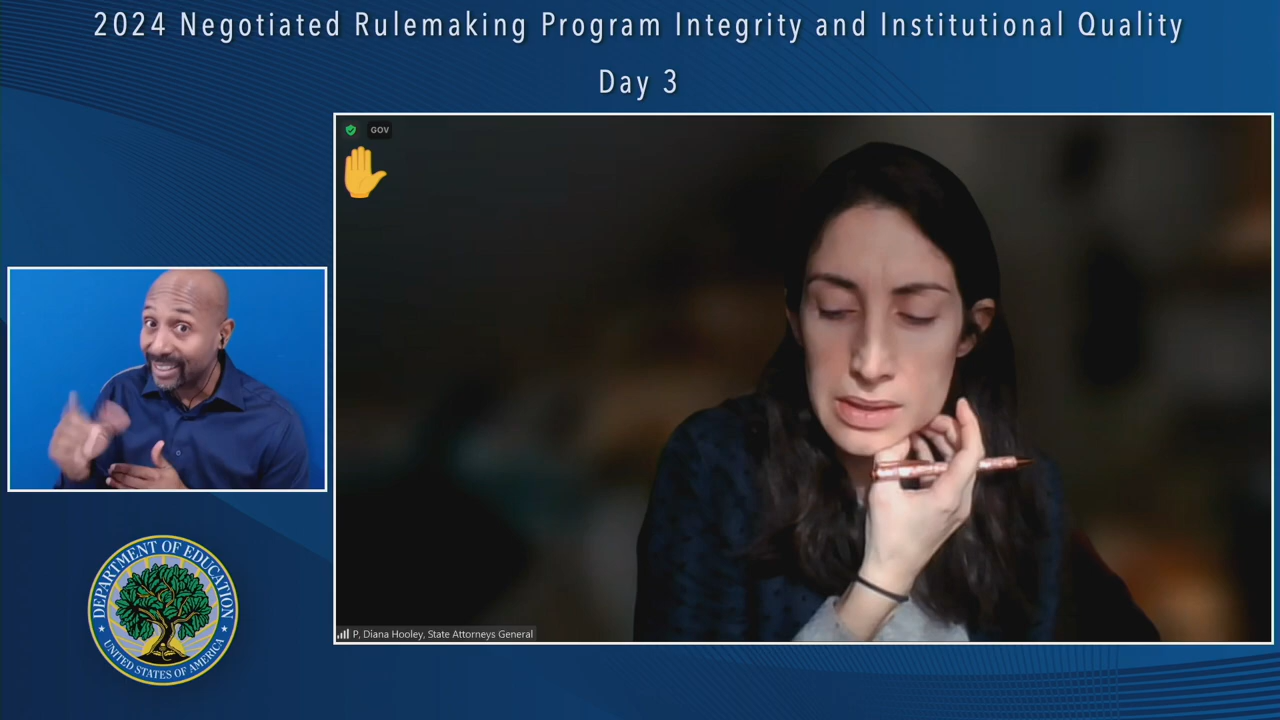 2024 Negotiated Rulemaking Program Integrity and Institutional Quality
Day 3
GOV
P, Diana Hooley, State Attorneys General
DEPARTMENT OF EDUCATION
UNITED STATES OF AMERICA